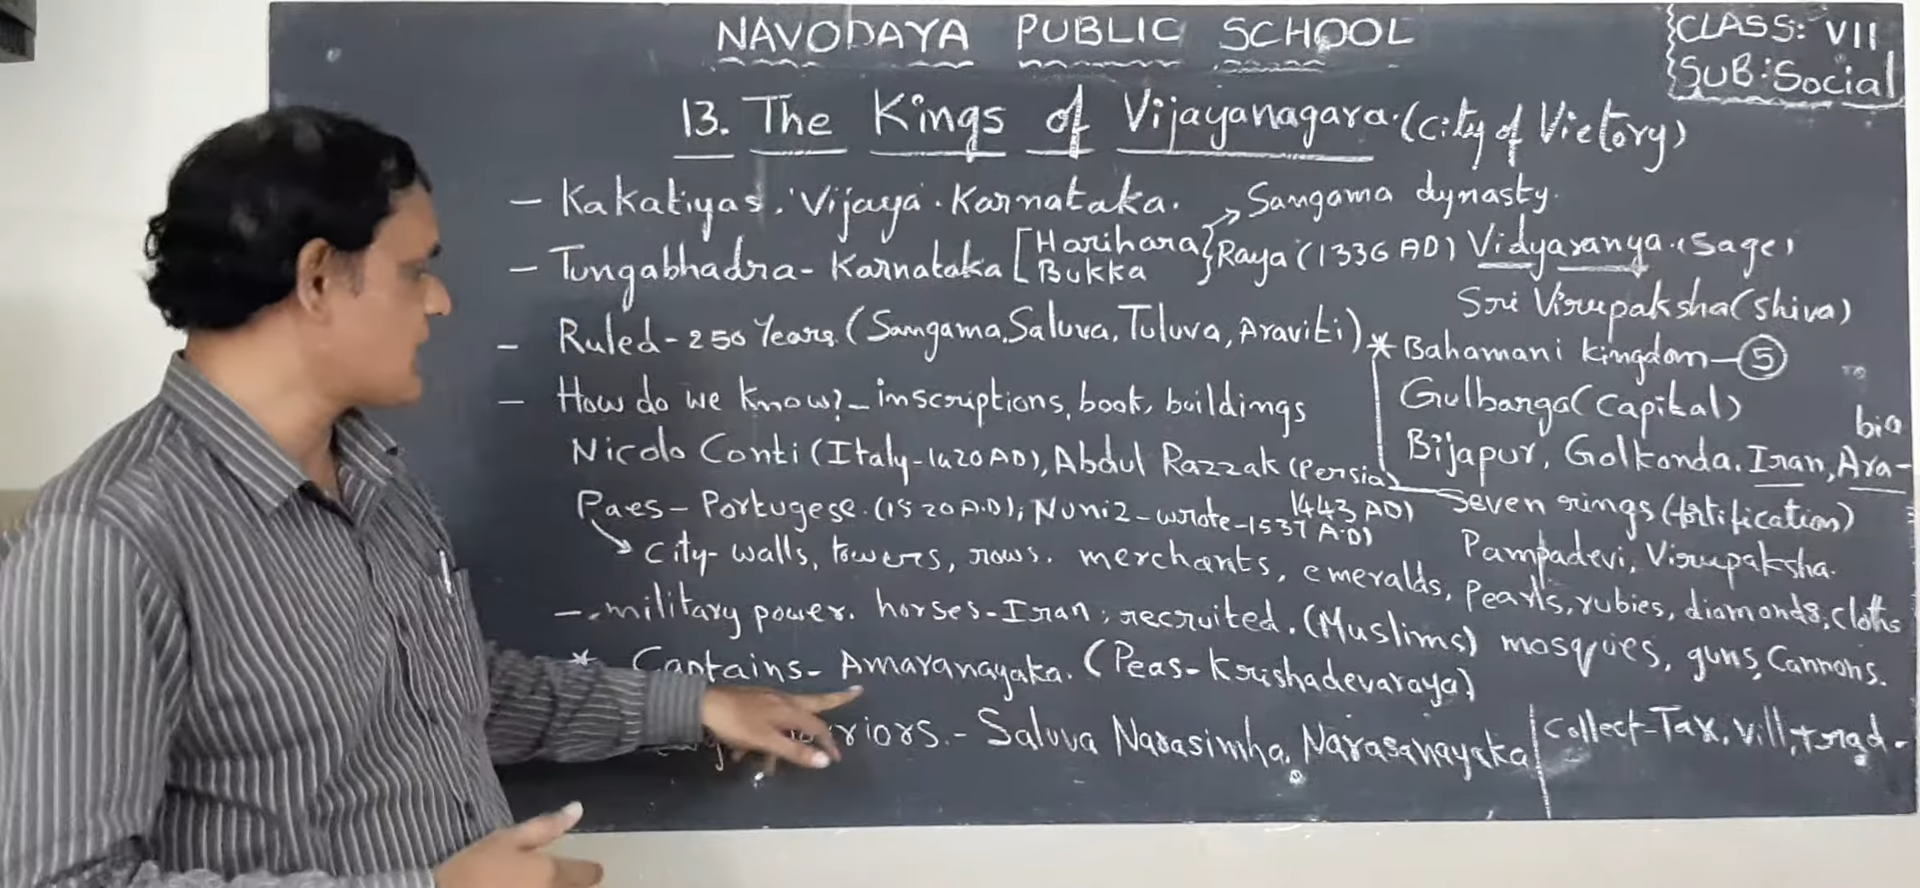 NAVODAYA PUBLIC SCHOOL
CLASS: VII
SUB: Social
13. The Kings of Vijayanagara. (City of Victory)
- Kakatiyas. Vijaya. Karnataka. → Sangama dynasty.
- Tungabhadra - Karnataka [Harihara Bukka} Raya (1336 AD) Vidyaranya. (Sage)
Sri Virupaksha (Shiva)
- Ruled - 250 Years (Sangama, Saluva, Tuluva, Araviti)
* Bahamani kingdom - 5
- How do we know? - inscriptions, book, buildings
Gulbarga (Capital)
Nicolo Conti (Italy - 1420 AD), Abdul Razzak (Persia) 1443 AD)
Bijapur, Golkonda. Iran, Arabia
Seven rings (fortification)
Paes - Portugese. (1520 A.D), Nuniz - wrote - 1537 A.D)
Pampadevi, Virupaksha.
→ City - walls, towers, rows. merchants, emeralds, pearls, rubies, diamonds, cloths
- military power. horses - Iran, recruited. (Muslims) mosques, guns, Cannons.
* Captains - Amaranayaka. (Peas - Krishadevaraya)
riors. - Saluva Narasimha, Narasanayaka
Collect - Tax, Vill, trad.